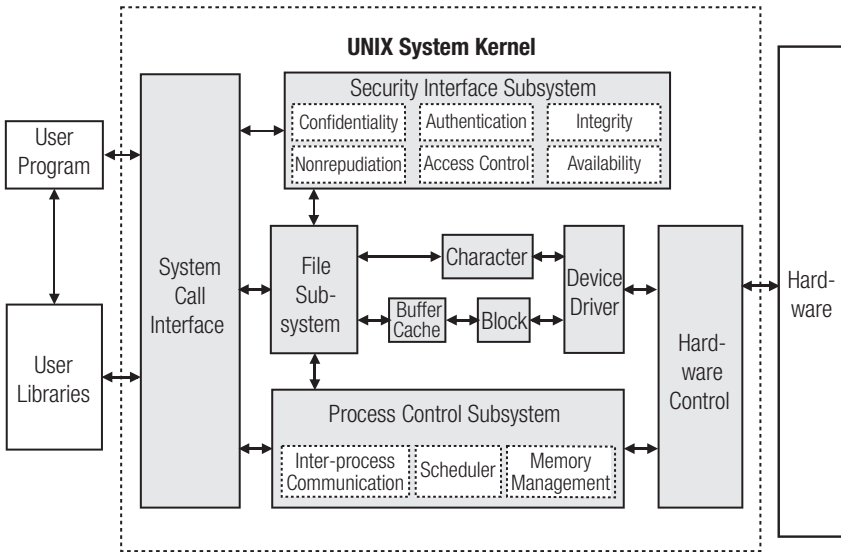 UNIX System Kernel
Security Interface Subsystem
Confidentiality
Authentication
Integrity
Nonrepudiation
Access Control
Availability
User
Program
User
Libraries
System
Call
Interface
File
Sub-
system
Character
Buffer
Cache
Block
Device
Driver
Process Control Subsystem
Inter-process
Communication
Scheduler
Memory
Management
Hard-
ware
Control
Hard-
ware